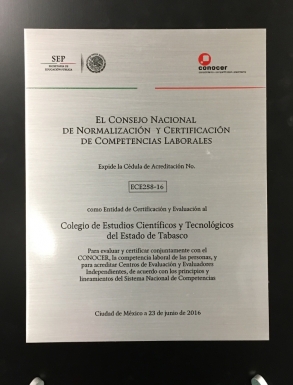 SEP
SECRETARÍA DE
EDUCACIÓN PÚBLICA
conocer
EL CONSEJO NACIONAL
DE NORMALIZACIÓN Y CERTIFICACIÓN
DE COMPETENCIAS LABORALES
Expide la Cédula de Acreditación No.
ECE258-16
como Entidad de Certificación y Evaluación al
Colegio de Estudios Científicos y Tecnológicos
del Estado de Tabasco
Para evaluar y certificar conjuntamente con el
CONOCER, la competencia laboral de las personas, y
para acreditar Centros de Evaluación y Evaluadores
Independientes, de acuerdo con los principios y
lineamientos del Sistema Nacional de Competencias
Ciudad de México a 23 de junio de 2016